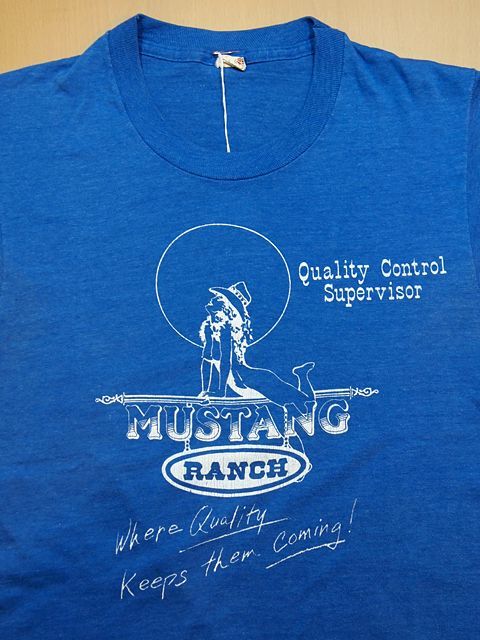 Quality Control
Supervisor
MUSTANG
RANCH
Where Quality
Keeps them coming!